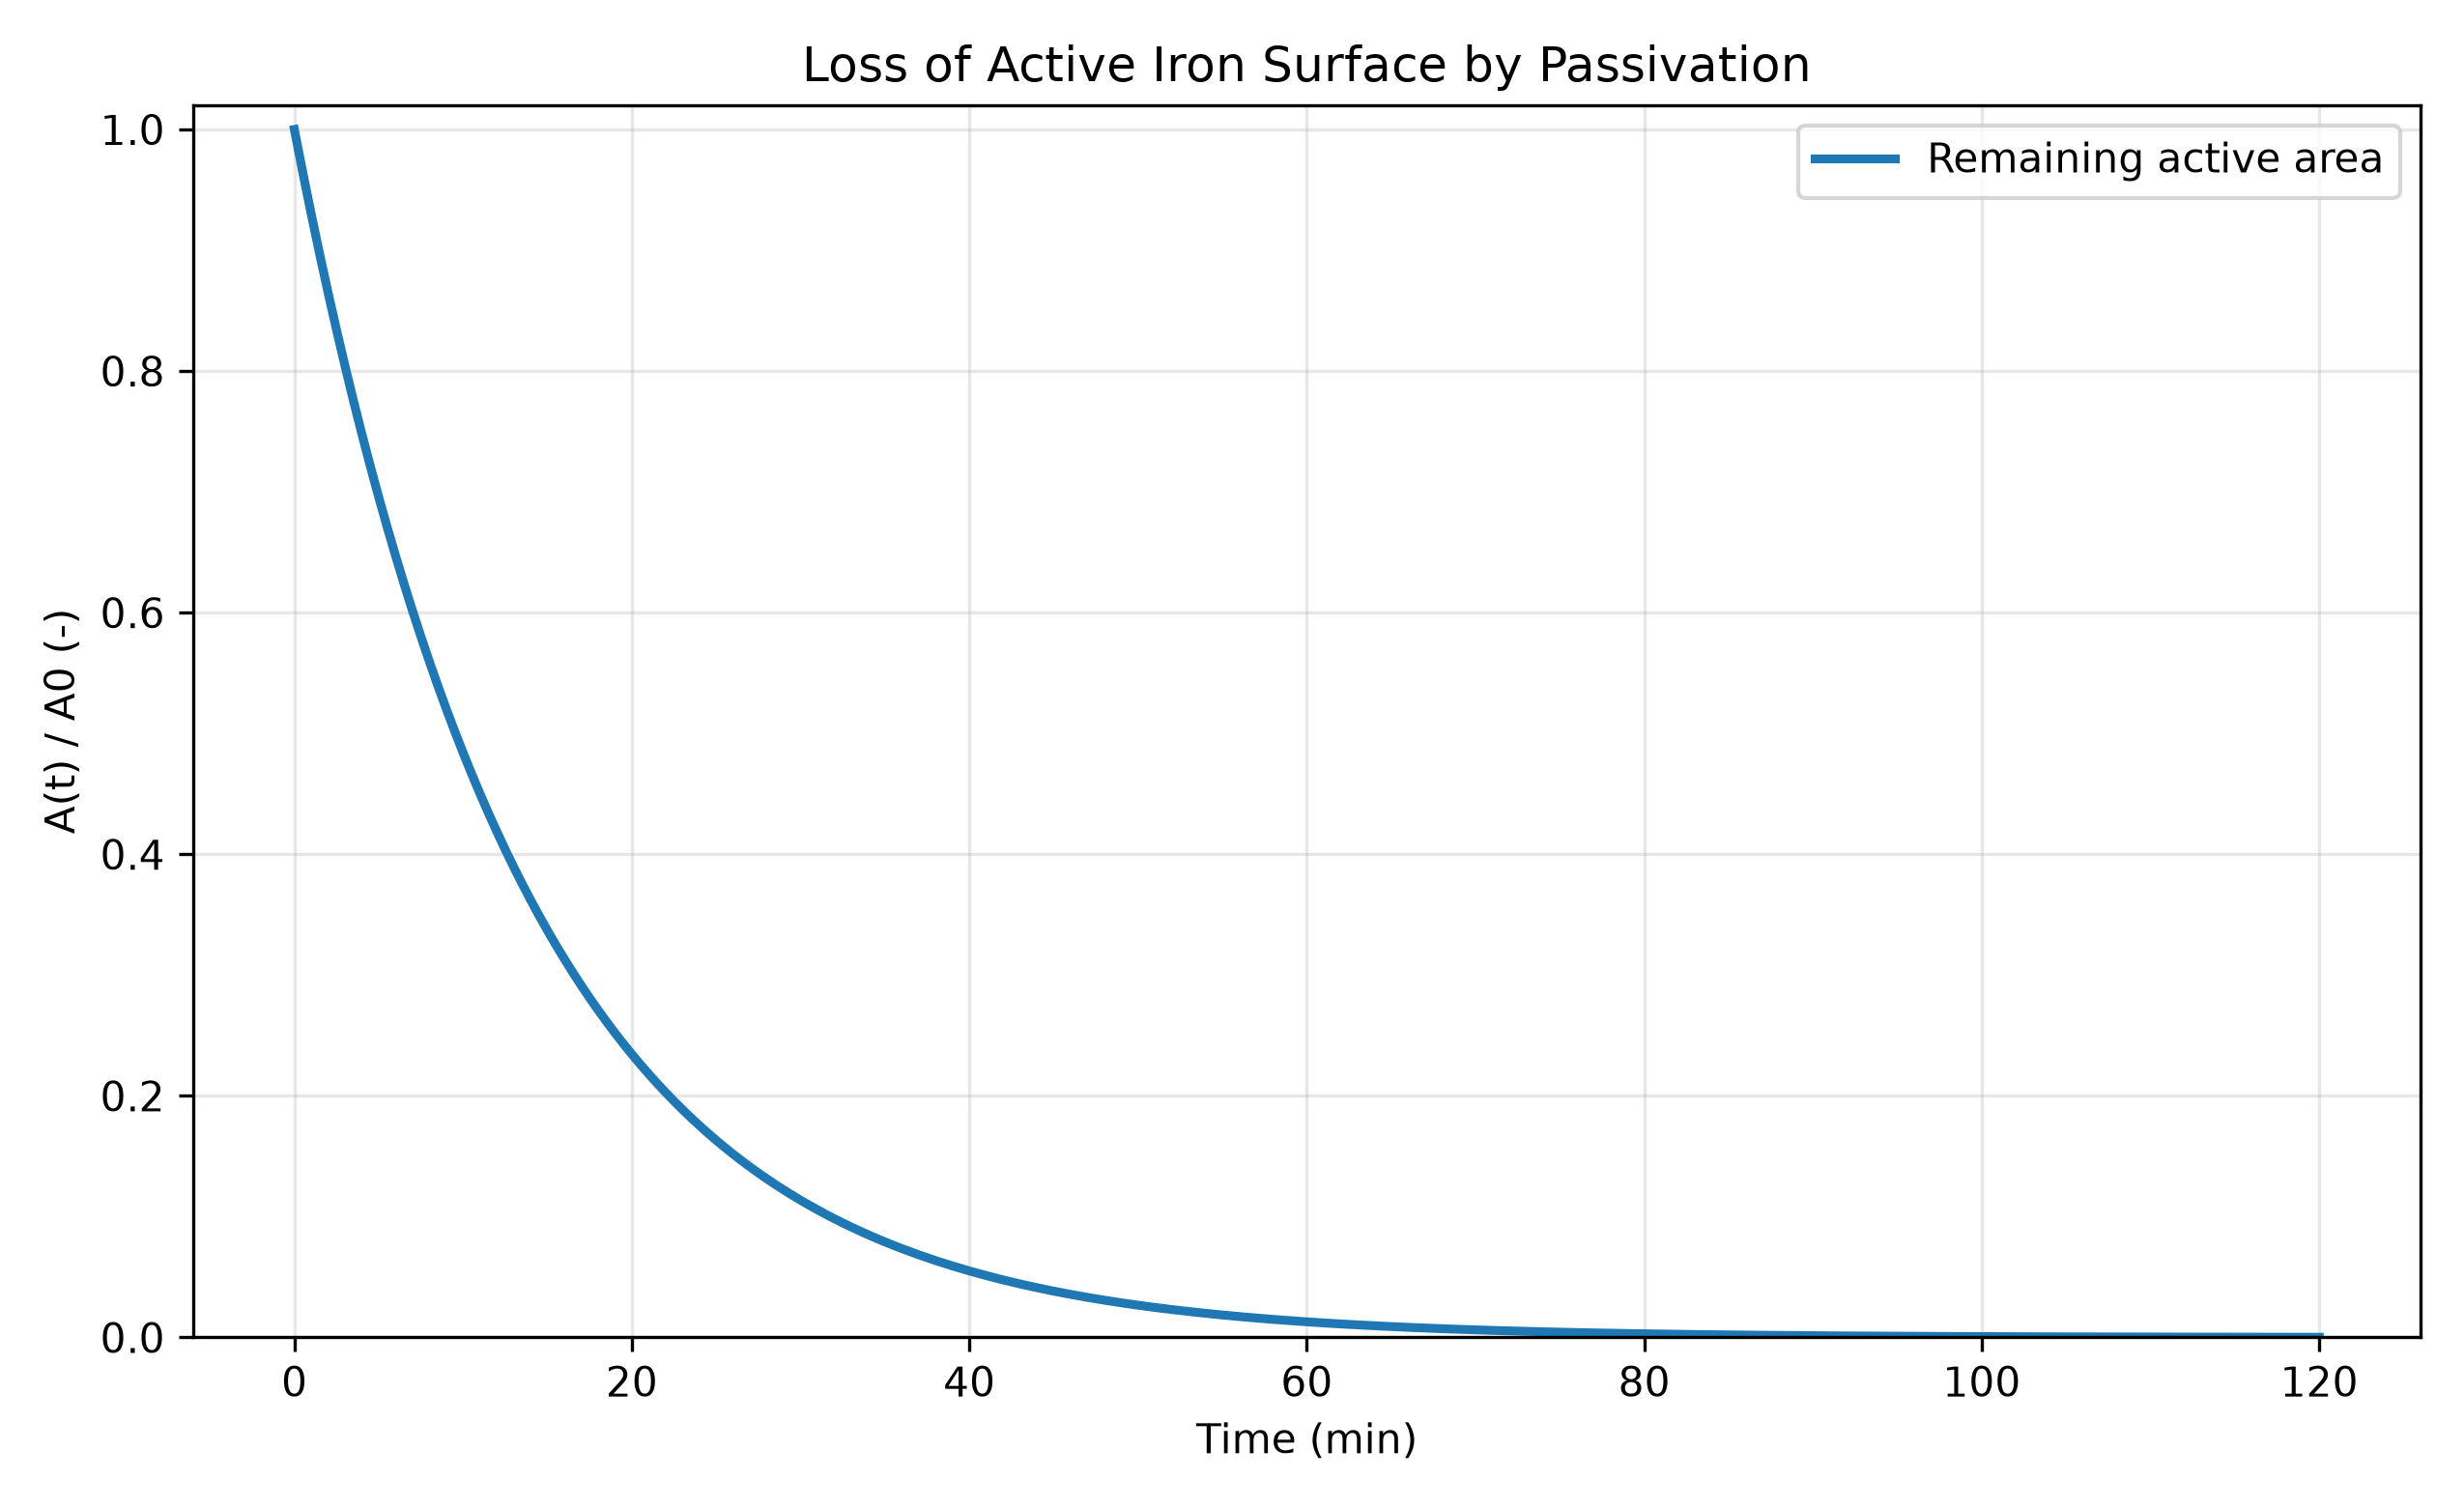 Loss of Active Iron Surface by Passivation
Remaining active area
A(t) / A0 (-)
1.0
0.8
0.6
0.4
0.2
0.0
0 20 40 60 80 100 120
Time (min)